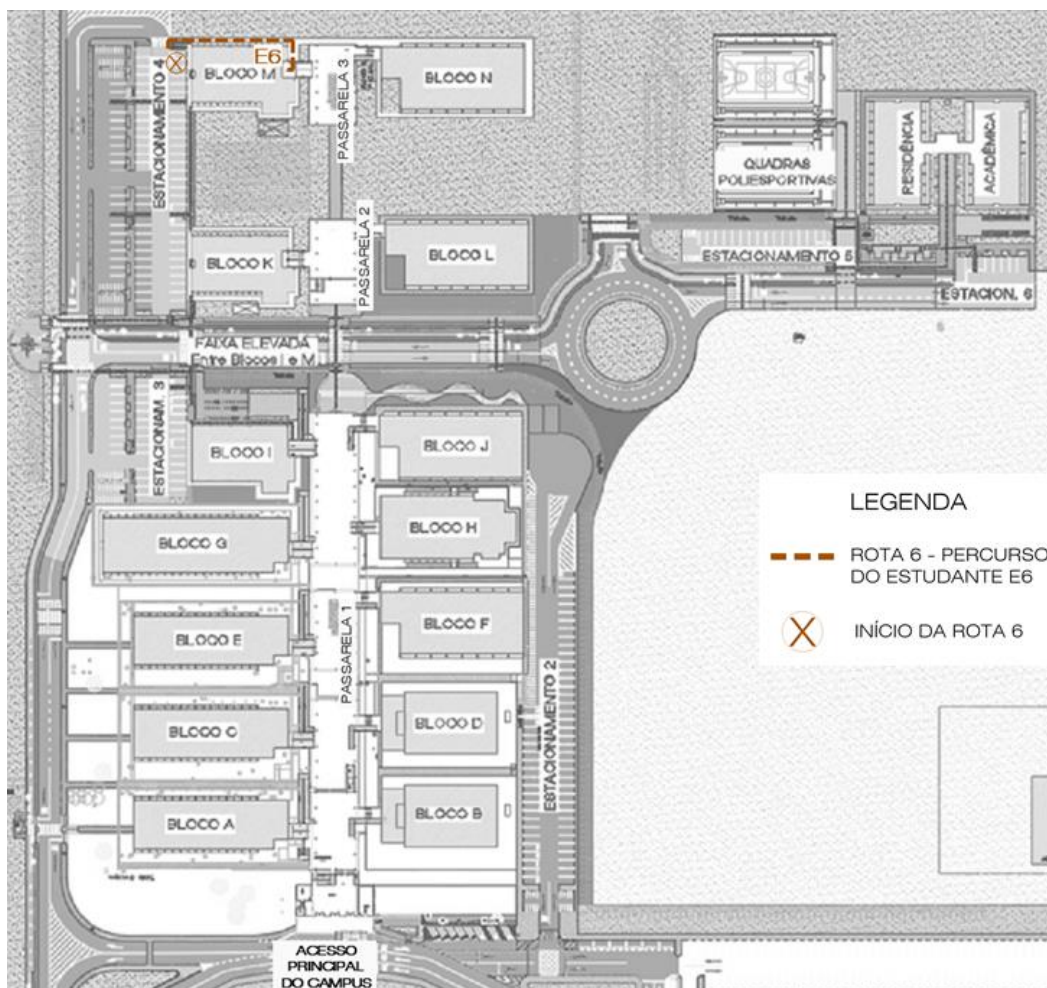 ESTACIONAMENTO 4
E6
BLOCO M
PASSARELA 3
BLOCO N
QUADRAS
POLIESPORTIVAS
RESIDÊNCIA
ACADÊMICA
BLOCO K
PASSARELA 2
BLOCO L
ESTACIONAMENTO 5
ESTACION. 6
FAIXA ELEVADA
Entre Blocos I e M
ESTACIONAM. 3
BLOCO I
BLOCO J
BLOCO G
BLOCO H
BLOCO E
PASSARELA 1
BLOCO F
ESTACIONAMENTO 2
BLOCO C
BLOCO D
BLOCO A
BLOCO B
ACESSO
PRINCIPAL
DO CAMPUS
LEGENDA
ROTA 6 - PERCURSO
DO ESTUDANTE E6
INÍCIO DA ROTA 6